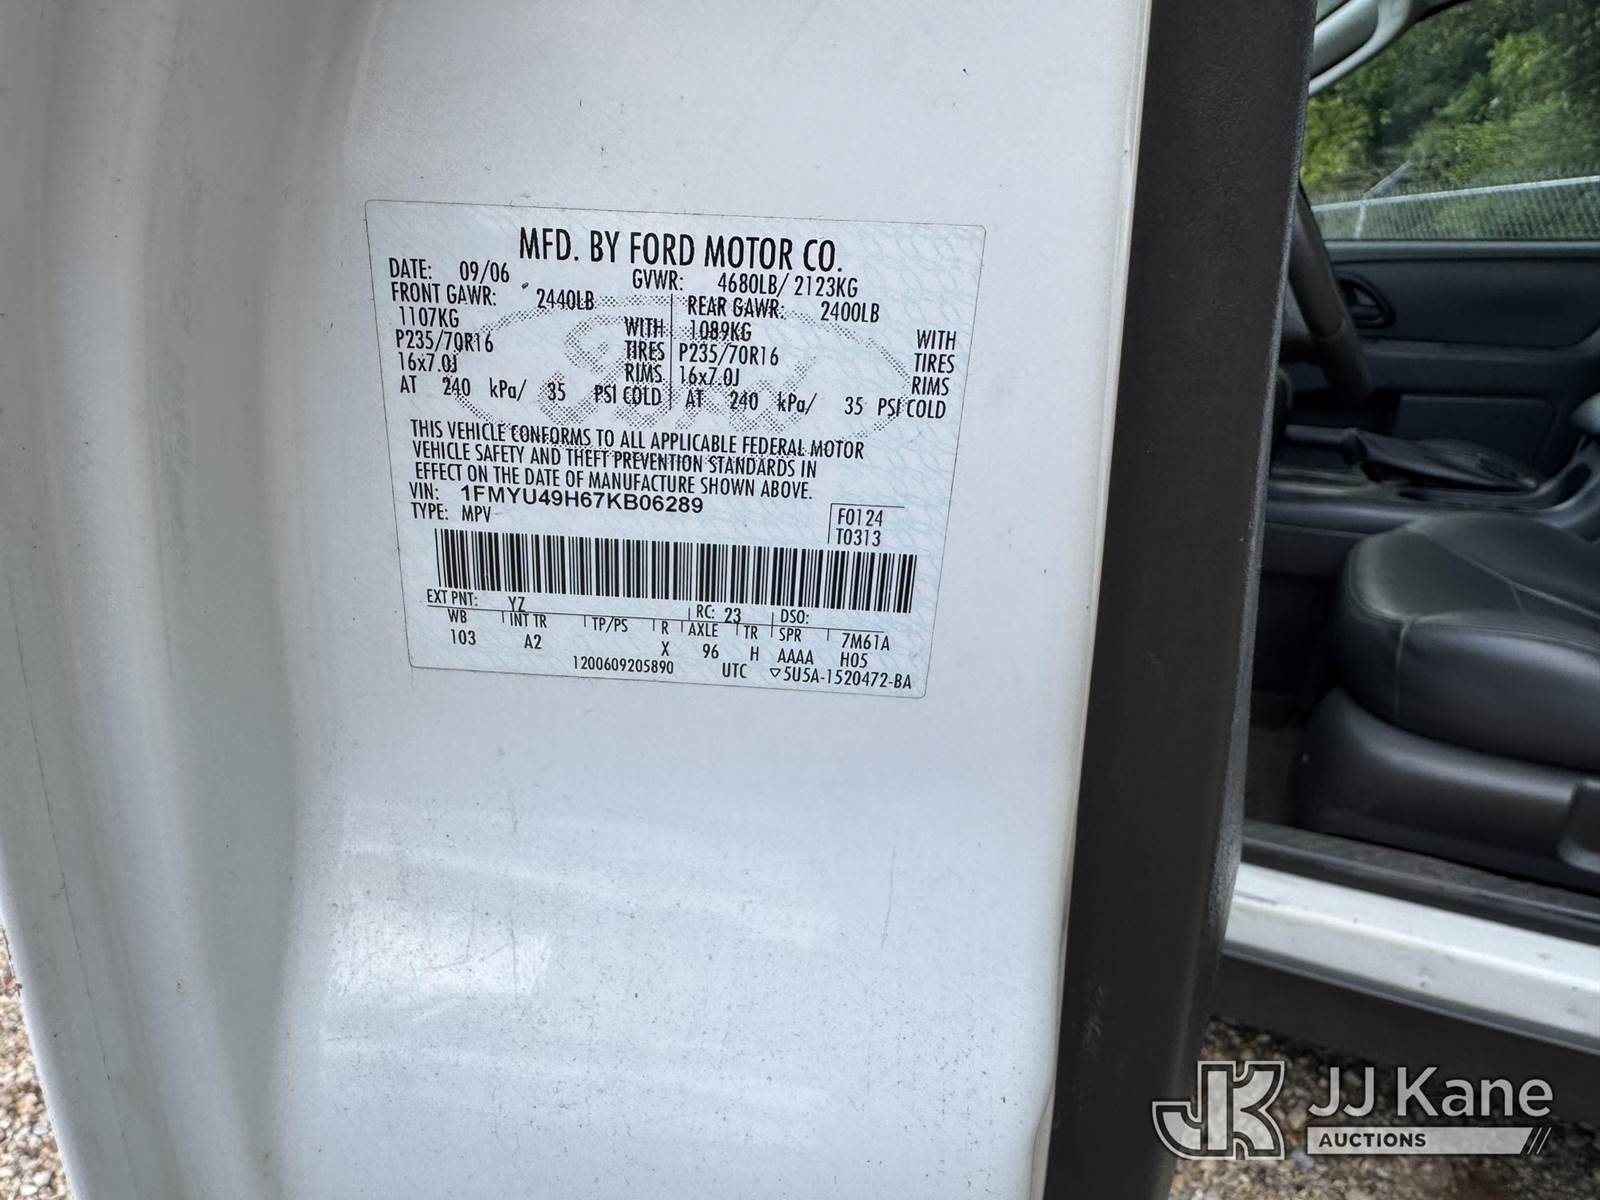 MFD. BY FORD MOTOR CO.
DATE: 09/06 GVWR: 4680LB/ 2123KG
FRONT GAWR: 2440LB REAR GAWR: 2400LB
1107KG WITH 1089KG WITH
P235/70R16 TIRES P235/70R16 TIRES
16x7.0J RIMS 16x7.0J RIMS
AT 240 kPa/ 35 PSI COLD AT 240 kPa/ 35 PSI COLD
THIS VEHICLE CONFORMS TO ALL APPLICABLE FEDERAL MOTOR
VEHICLE SAFETY AND THEFT PREVENTION STANDARDS IN
EFFECT ON THE DATE OF MANUFACTURE SHOWN ABOVE.
VIN: 1FMYU49H67KB06289
TYPE: MPV
F0124
T0313
EXT PNT: YZ RC: 23 DSO:
WB INT TR TP/PS R AXLE TR SPR 7M61A
103 A2 X 96 H AAAA H05
1200609205890 UTC ▽5U5A-1520472-BA
JK JJ Kane
AUCTIONS